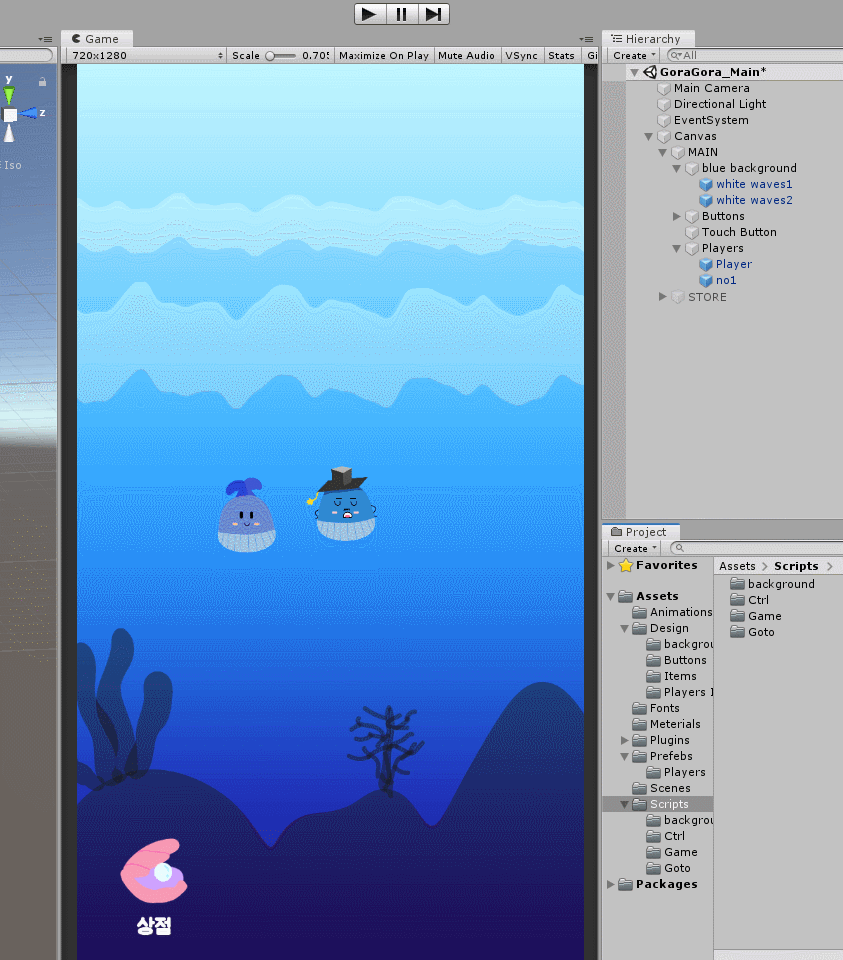 Game
720x1280
Scale
0.705
Maximize On Play
Mute Audio
VSync
Stats
Gi
y
z
Iso
상점
Hierarchy
Create
All
GoraGora_Main*
Main Camera
Directional Light
EventSystem
Canvas
MAIN
blue background
white waves1
white waves2
Buttons
Touch Button
Players
Player
no1
STORE
Project
Create
Favorites
Assets
Animations
Design
backgrou
Buttons
Items
Players I
Fonts
Meterials
Plugins
Prefebs
Players
Scenes
Scripts
backgrou
Ctrl
Game
Goto
Packages
Assets > Scripts >
background
Ctrl
Game
Goto